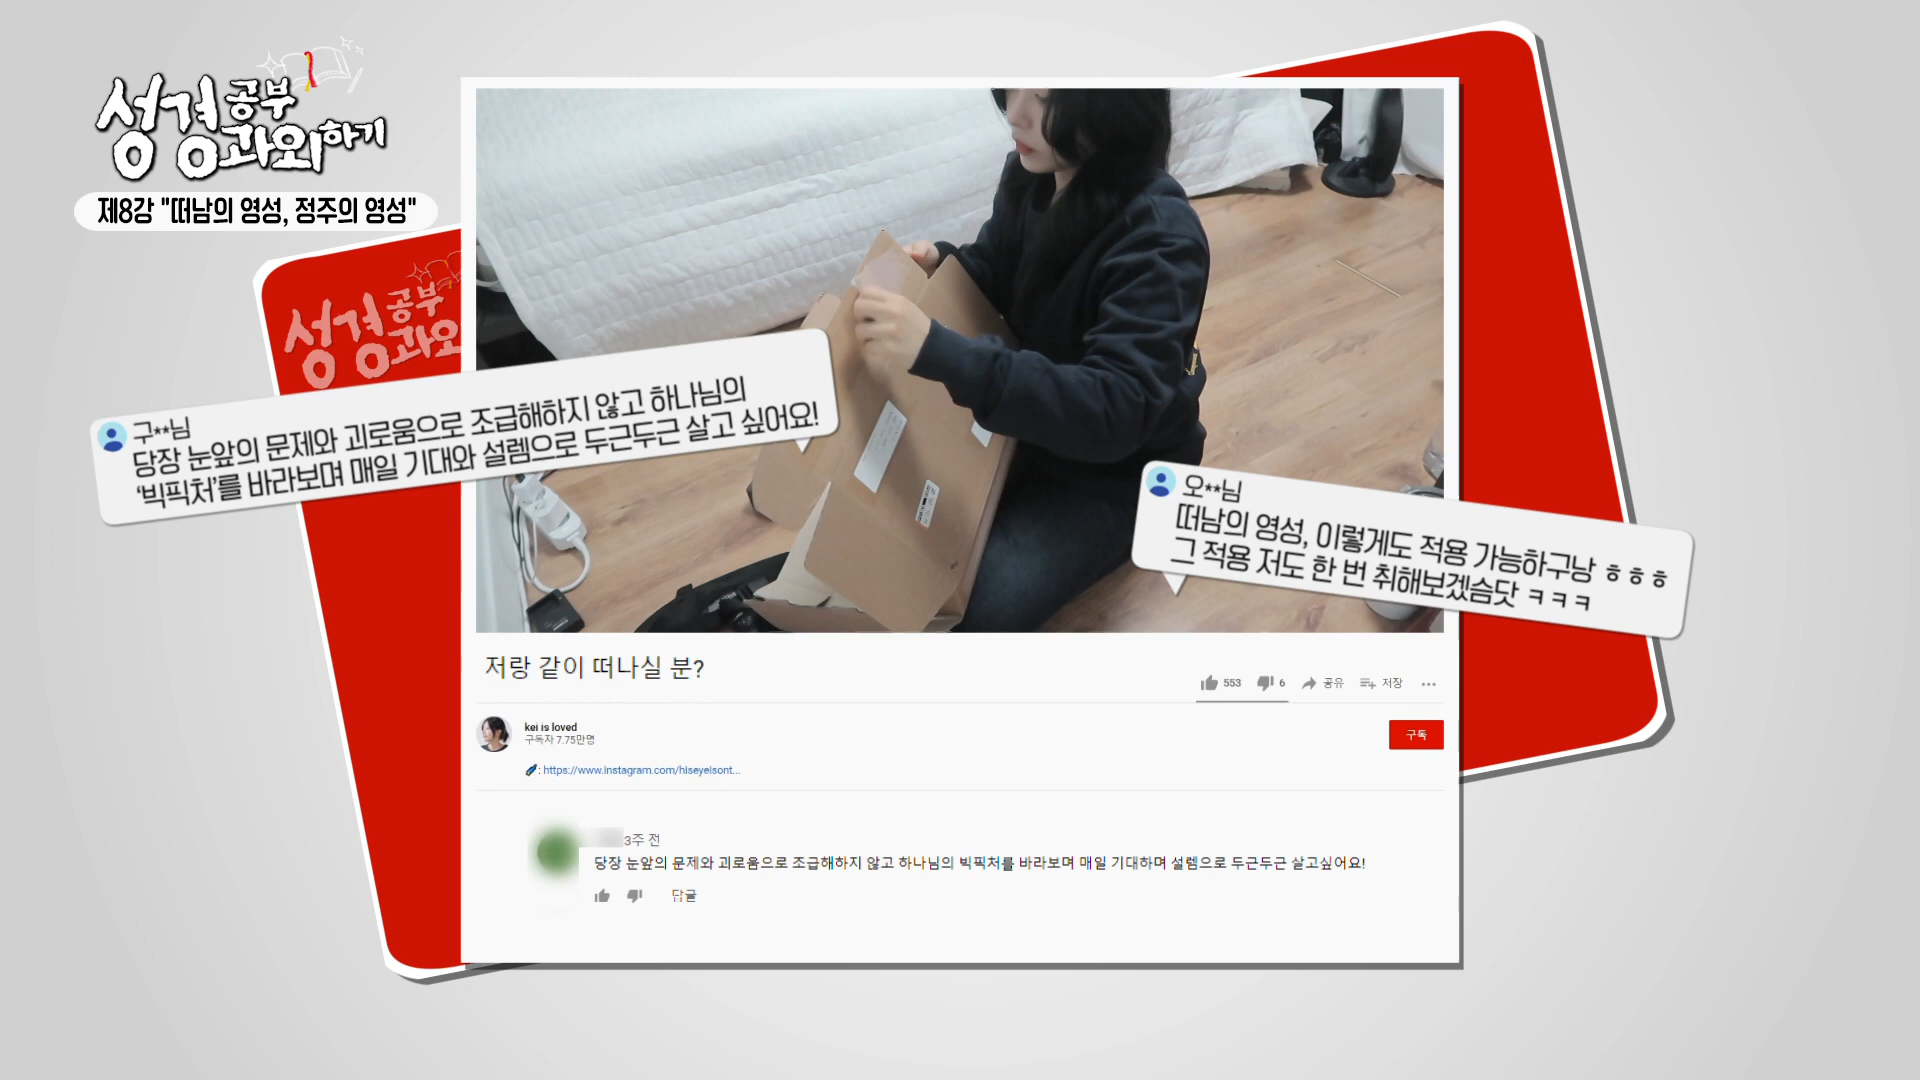 성경공부
과외하기
제8강 "떠남의 영성, 정주의 영성"
성경공부
과외
구**님
당장 눈앞의 문제와 괴로움으로 조급해하지 않고 하나님의
'빅픽처'를 바라보며 매일 기대와 설렘으로 두근두근 살고 싶어요!
오**님
떠남의 영성, 이렇게도 적용 가능하구낭 ㅎㅎㅎ
그 적용 저도 한 번 취해보겠슴닷 ㅋㅋㅋ
저랑 같이 떠나실 분?
553 6 공유 저장
kei is loved
구독자 7.75만명
구독
: https://www.instagram.com/hiseyeisont...
3주 전
당장 눈앞의 문제와 괴로움으로 조급해하지 않고 하나님의 빅픽처를 바라보며 매일 기대하며 설렘으로 두근두근 살고싶어요!
답글